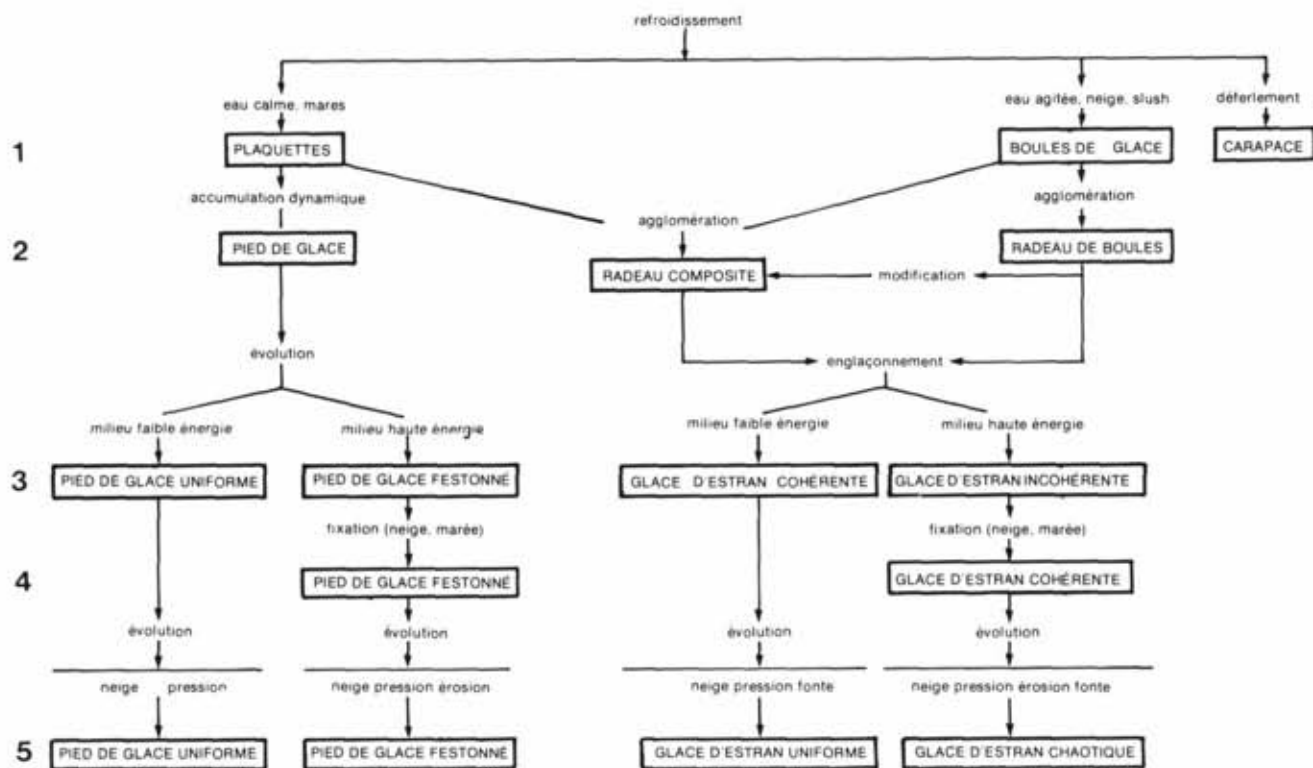 refroidissement
eau calme, mares
eau agitée, neige, slush
déferlement
1
PLAQUETTES
BOULES DE GLACE
CARAPACE
accumulation dynamique
agglomération
agglomération
2
PIED DE GLACE
RADEAU DE BOULES
RADEAU COMPOSITE
modification
évolution
englaçonnement
milieu faible énergie
milieu haute énergie
milieu faible énergie
milieu haute énergie
3
PIED DE GLACE UNIFORME
PIED DE GLACE FESTONNÉ
GLACE D'ESTRAN COHÉRENTE
GLACE D'ESTRAN INCOHÉRENTE
fixation (neige, marée)
fixation (neige, marée)
4
PIED DE GLACE FESTONNÉ
GLACE D'ESTRAN COHÉRENTE
évolution
évolution
évolution
évolution
neige pression
neige pression érosion
neige pression fonte
neige pression érosion fonte
5
PIED DE GLACE UNIFORME
PIED DE GLACE FESTONNÉ
GLACE D'ESTRAN UNIFORME
GLACE D'ESTRAN CHAOTIQUE